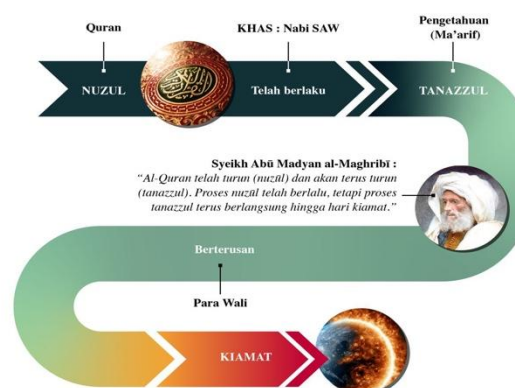 Quran
KHAS : Nabi SAW
Pengetahuan
(Ma’arif)
NUZUL
Telah berlaku
TANAZZUL
Syeikh Abū Madyan al-Maghribī :
“Al-Quran telah turun (nuzūl) dan akan terus turun
(tanazzul). Proses nuzūl telah berlalu, tetapi proses
tanazzul terus berlangsung hingga hari kiamat.”
Berterusan
Para Wali
KIAMAT